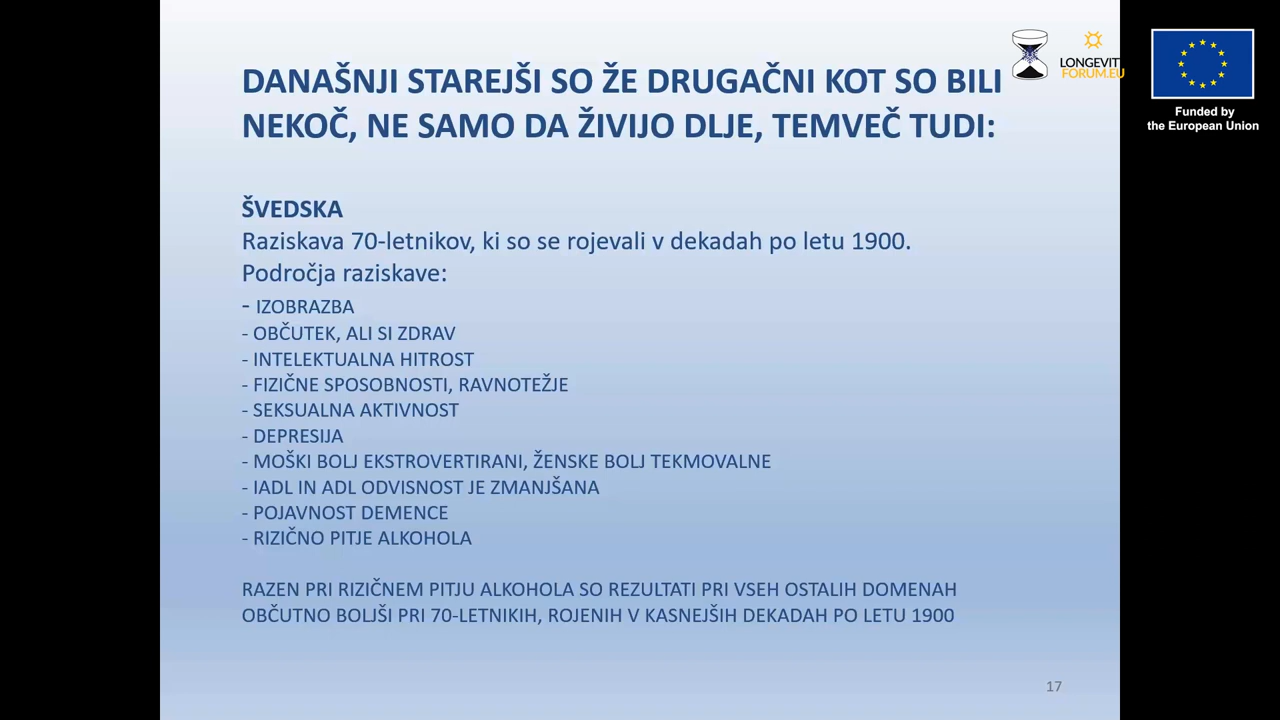 DANAŠNJI STAREJŠI SO ŽE DRUGAČNI KOT SO BILI
NEKOČ, NE SAMO DA ŽIVIJO DLJE, TEMVEČ TUDI:
LONGEVIT
FORUM.EU
Funded by
the European Union
ŠVEDSKA
Raziskava 70-letnikov, ki so se rojevali v dekadah po letu 1900.
Področja raziskave:
- IZOBRAZBA
- OBČUTEK, ALI SI ZDRAV
- INTELEKTUALNA HITROST
- FIZIČNE SPOSOBNOSTI, RAVNOTEŽJE
- SEKSUALNA AKTIVNOST
- DEPRESIJA
- MOŠKI BOLJ EKSTROVERTIRANI, ŽENSKE BOLJ TEKMOVALNE
- IADL IN ADL ODVISNOST JE ZMANJŠANA
- POJAVNOST DEMENCE
- RIZIČNO PITJE ALKOHOLA
RAZEN PRI RIZIČNEM PITJU ALKOHOLA SO REZULTATI PRI VSEH OSTALIH DOMENAH
OBČUTNO BOLJŠI PRI 70-LETNIKIH, ROJENIH V KASNEJŠIH DEKADAH PO LETU 1900
17